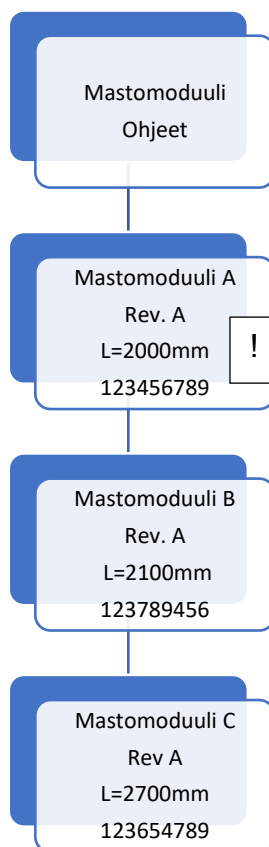 Mastomoduuli
Ohjeet
Mastomoduuli A
Rev. A
L=2000mm
!
123456789
Mastomoduuli B
Rev. A
L=2100mm
123789456
Mastomoduuli C
Rev A
L=2700mm
123654789